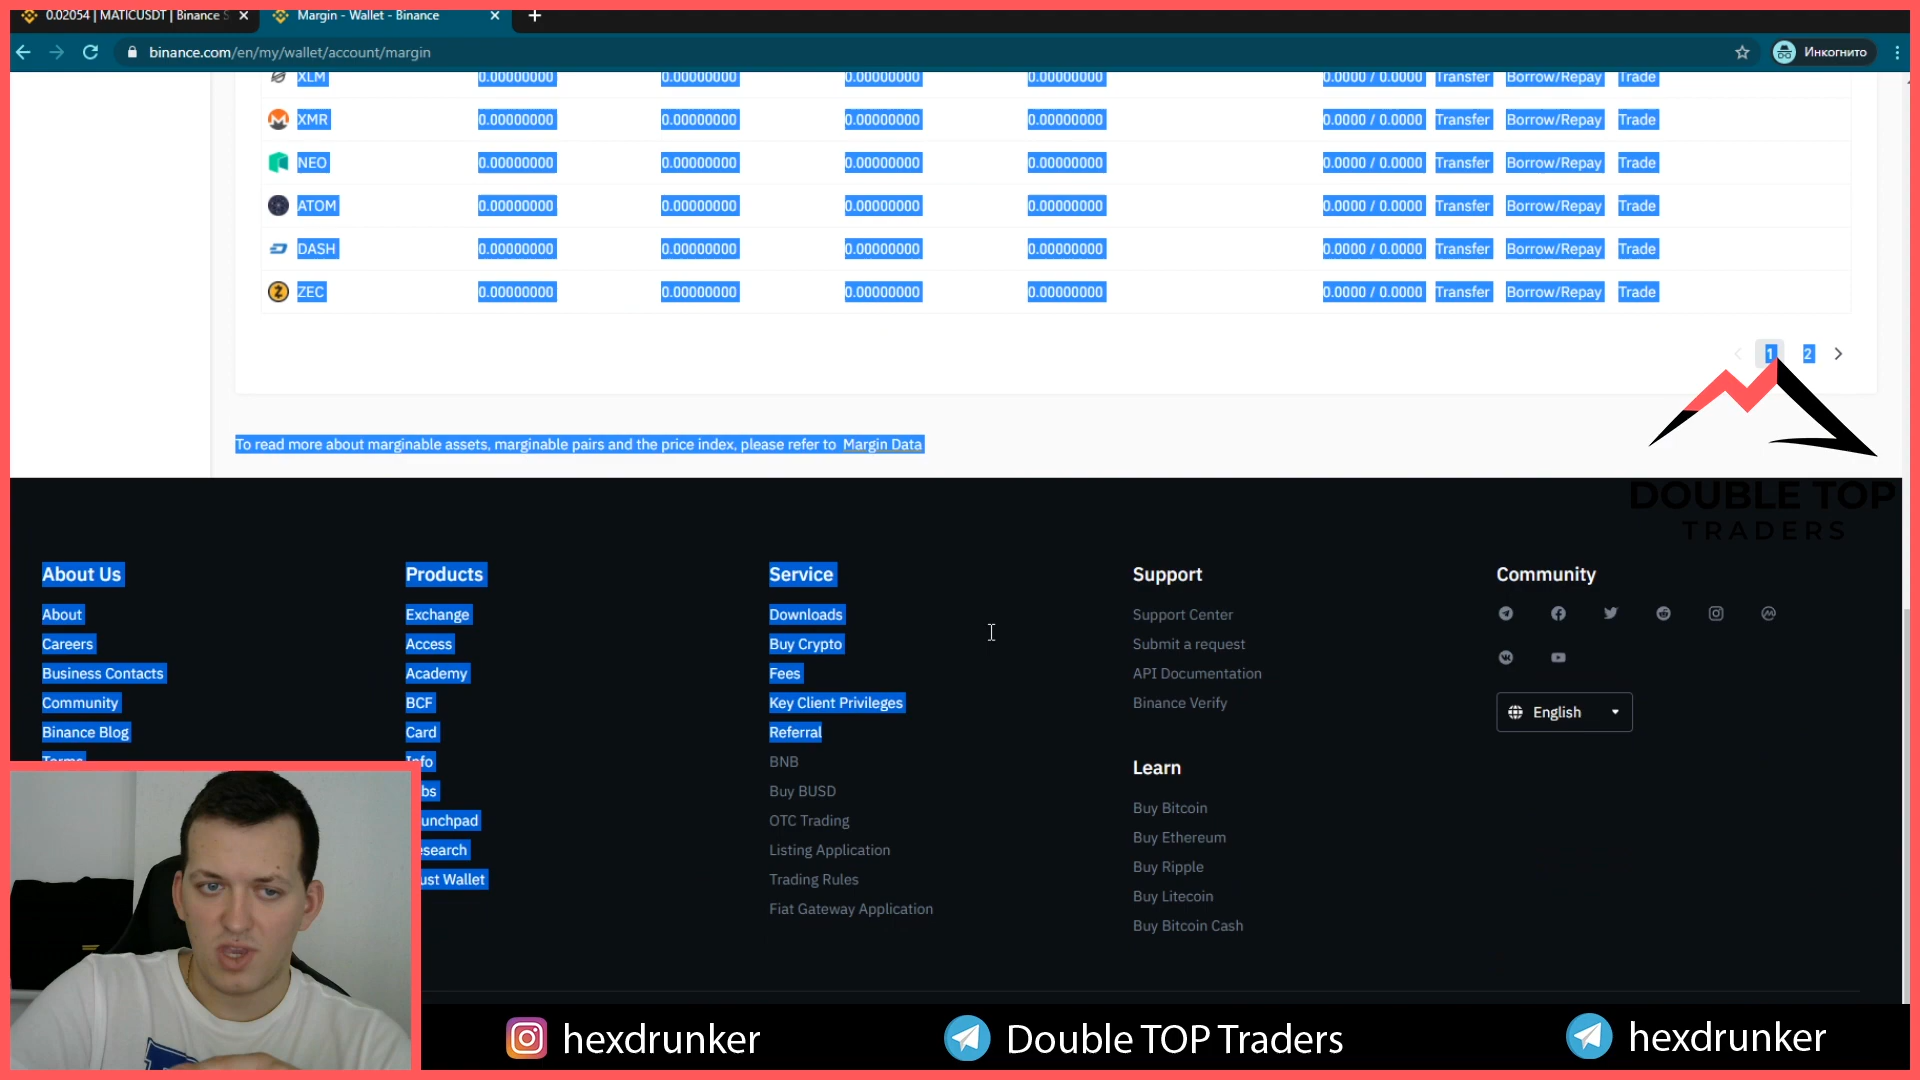 0.02054 | MATICUSDT | Binance S
Margin - Wallet - Binance
binance.com/en/my/wallet/account/margin
Инкогнито
XLM 0.00000000 0.00000000 0.00000000 0.00000000 0.0000 / 0.0000 Transfer Borrow/Repay Trade
XMR 0.00000000 0.00000000 0.00000000 0.00000000 0.0000 / 0.0000 Transfer Borrow/Repay Trade
NEO 0.00000000 0.00000000 0.00000000 0.00000000 0.0000 / 0.0000 Transfer Borrow/Repay Trade
ATOM 0.00000000 0.00000000 0.00000000 0.00000000 0.0000 / 0.0000 Transfer Borrow/Repay Trade
DASH 0.00000000 0.00000000 0.00000000 0.00000000 0.0000 / 0.0000 Transfer Borrow/Repay Trade
ZEC 0.00000000 0.00000000 0.00000000 0.00000000 0.0000 / 0.0000 Transfer Borrow/Repay Trade
1 2
To read more about marginable assets, marginable pairs and the price index, please refer to Margin Data
DOUBLE TOP
TRADERS
About Us
About
Careers
Business Contacts
Community
Binance Blog
Terms
Products
Exchange
Access
Academy
BCF
Card
Info
bs
unchpad
esearch
ust Wallet
Service
Downloads
Buy Crypto
Fees
Key Client Privileges
Referral
BNB
Buy BUSD
OTC Trading
Listing Application
Trading Rules
Fiat Gateway Application
Support
Support Center
Submit a request
API Documentation
Binance Verify
Learn
Buy Bitcoin
Buy Ethereum
Buy Ripple
Buy Litecoin
Buy Bitcoin Cash
Community
English
hexdrunker
Double TOP Traders
hexdrunker